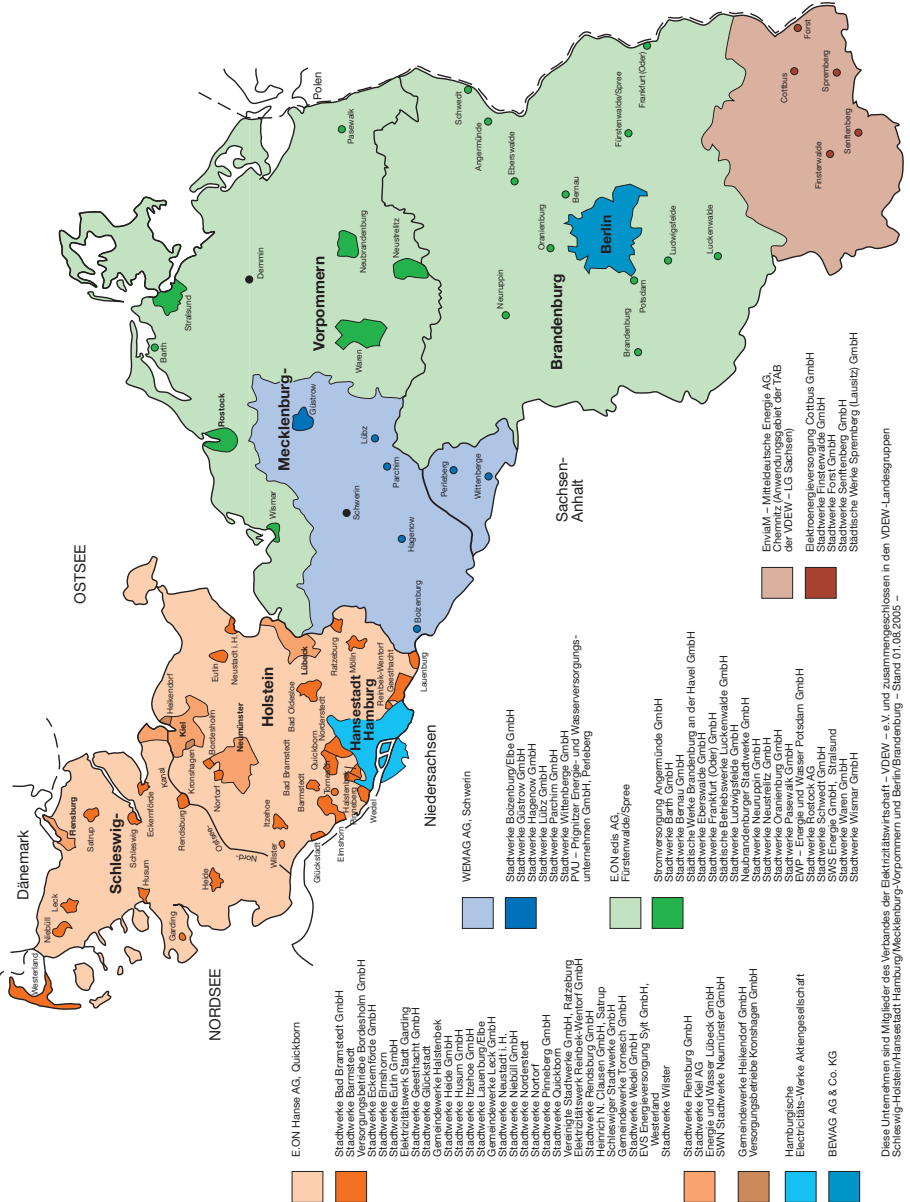 Dänemark
NORDSEE
OSTSEE
Polen
Niedersachsen
Sachsen-
Anhalt
Schleswig-
Holstein
Hansestadt
Hamburg
Mecklenburg-
Vorpommern
Brandenburg
Berlin
Westerland
Niebüll
Leck
Rensburg
Satrup
Schleswig
Husum
Garding
Eckernförde
Kanal
Kiel
Heikendorf
Kronshagen
Rendsburg
Ostsee-
Nord-
Heide
Bordesholm
Nortorf
Neumünster
Eutin
Neustadt i.H.
Itzehoe
Wilster
Bad Bramstedt
Barmstedt
Quickborn
Norderstedt
Bad Oldesloe
Lübeck
Ratzeburg
Mölln
Reinbek-Wentorf
Geesthacht
Lauenburg
Glückstadt
Elmshorn
Tornesch
Halstenbek
Pinneberg
Wedel
Boizenburg
Hagenow
Schwerin
Parchim
Lübz
Güstrow
Perleberg
Wittenberge
Wismar
Rostock
Barth
Stralsund
Demmin
Waren
Neubrandenburg
Neustrelitz
Pasewalk
Schwedt
Angermünde
Eberswalde
Bernau
Oranienburg
Neuruppin
Brandenburg
Potsdam
Ludwigsfelde
Luckenwalde
Fürstenwalde/Spree
Frankfurt (Oder)
Cottbus
Forst
Spremberg
Finsterwalde
Senftenberg
E.ON Hanse AG, Quickborn
Stadtwerke Bad Bramstedt GmbH
Stadtwerke Barmstedt
Versorgungsbetriebe Bordesholm GmbH
Stadtwerke Eckernförde GmbH
Stadtwerke Elmshorn
Stadtwerke Eutin GmbH
Elektrizitätswerk Stadt Garding
Stadtwerke Geesthacht GmbH
Stadtwerke Glückstadt
Gemeindewerke Halstenbek
Stadtwerke Heide GmbH
Stadtwerke Husum GmbH
Stadtwerke Itzehoe GmbH
Stadtwerke Lauenburg/Elbe
Gemeindewerke Leck GmbH
Stadtwerke Neustadt i. H.
Stadtwerke Niebüll GmbH
Stadtwerke Norderstedt
Stadtwerke Nortorf
Stadtwerke Pinneberg GmbH
Stadtwerke Quickborn
Vereinigte Stadtwerke GmbH, Ratzeburg
Elektrizitätswerk Reinbek-Wentorf GmbH
Stadtwerke Rendsburg GmbH
Heinrich N. Clausen GmbH, Satrup
Schleswiger Stadtwerke GmbH
Gemeindewerke Tornesch GmbH
Stadtwerke Wedel GmbH
EVS Energieversorgung Sylt GmbH,
Westerland
Stadtwerke Wilster
Stadtwerke Flensburg GmbH
Stadtwerke Kiel AG
Energie und Wasser Lübeck GmbH
SWN Stadtwerke Neumünster GmbH
Gemeindewerke Heikendorf GmbH
Versorgungsbetriebe Kronshagen GmbH
Hamburgische
Electricitäts-Werke Aktiengesellschaft
BEWAG AG & Co. KG
WEMAG AG, Schwerin
Stadtwerke Boizenburg/Elbe GmbH
Stadtwerke Güstrow GmbH
Stadtwerke Hagenow GmbH
Stadtwerke Lübz GmbH
Stadtwerke Parchim GmbH
Stadtwerke Wittenberge GmbH
PVU – Prignitzer Energie- und Wasserversorgungs-
unternehmen GmbH, Perleberg
E.ON edis AG,
Fürstenwalde/Spree
Stromversorgung Angermünde GmbH
Stadtwerke Barth GmbH
Stadtwerke Bernau GmbH
Städtische Werke Brandenburg an der Havel GmbH
Stadtwerke Eberswalde GmbH
Stadtwerke Frankfurt (Oder) GmbH
Städtische Betriebswerke Luckenwalde GmbH
Stadtwerke Ludwigsfelde GmbH
Neubrandenburger Stadtwerke GmbH
Stadtwerke Neuruppin GmbH
Stadtwerke Neustrelitz GmbH
Stadtwerke Oranienburg GmbH
Stadtwerke Pasewalk GmbH
EWP – Energie und Wasser Potsdam GmbH
Stadtwerke Rostock AG
Stadtwerke Schwedt GmbH
SWS Energie GmbH, Stralsund
Stadtwerke Waren GmbH
Stadtwerke Wismar GmbH
EnviaM – Mitteldeutsche Energie AG,
Chemnitz (Anwendungsgebiet der TAB
der VDEW – LG Sachsen)
Elektroenergieversorgung Cottbus GmbH
Stadtwerke Finsterwalde GmbH
Stadtwerke Forst GmbH
Stadtwerke Senftenberg GmbH
Städtische Werke Spremberg (Lausitz) GmbH
Diese Unternehmen sind Mitglieder des Verbandes der Elektrizitätswirtschaft – VDEW – e.V. und zusammengeschlossen in den VDEW-Landesgruppen
Schleswig-Holstein/Hansestadt Hamburg/Mecklenburg-Vorpommern und Berlin/Brandenburg – Stand 01.08.2005 –